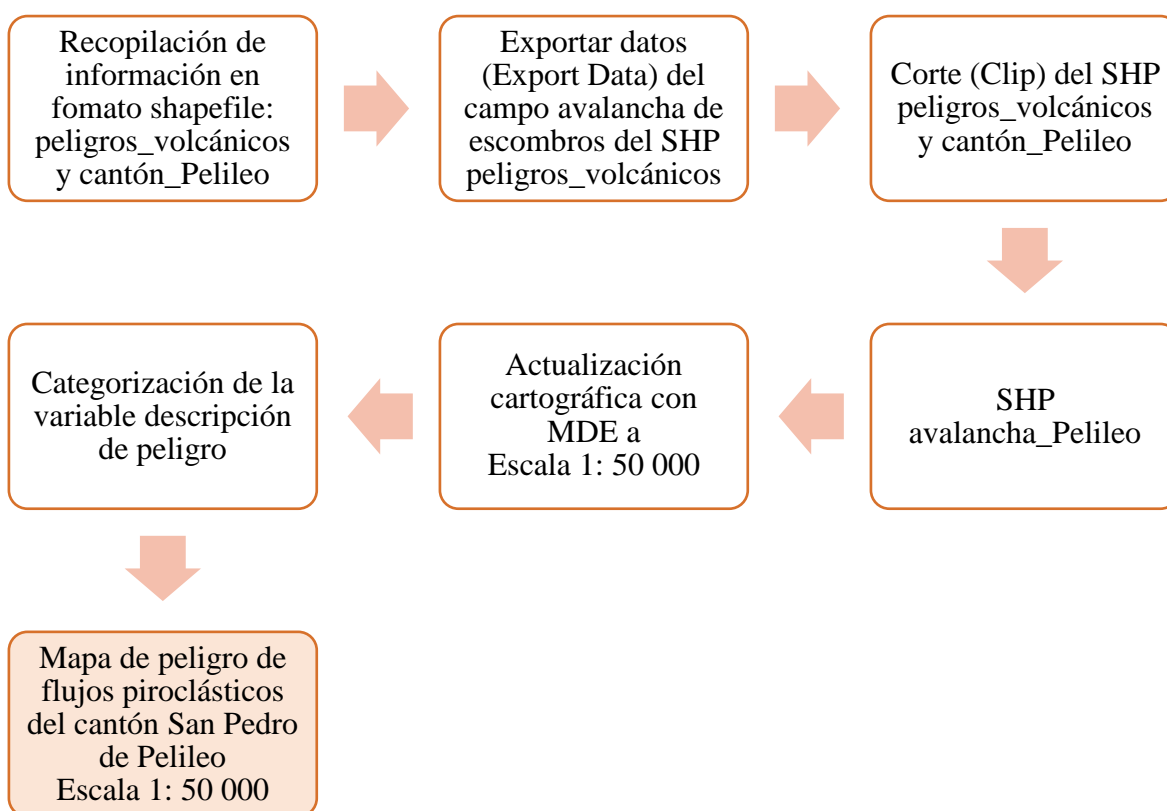 Recopilación de
información en
fomato shapefile:
peligros_volcánicos
y cantón_Pelileo
Exportar datos
(Export Data) del
campo avalancha de
escombros del SHP
peligros_volcánicos
Corte (Clip) del SHP
peligros_volcánicos
y cantón_Pelileo
SHP
avalancha_Pelileo
Actualización
cartográfica con
MDE a
Escala 1: 50 000
Categorización de la
variable descripción
de peligro
Mapa de peligro de
flujos piroclásticos
del cantón San Pedro
de Pelileo
Escala 1: 50 000